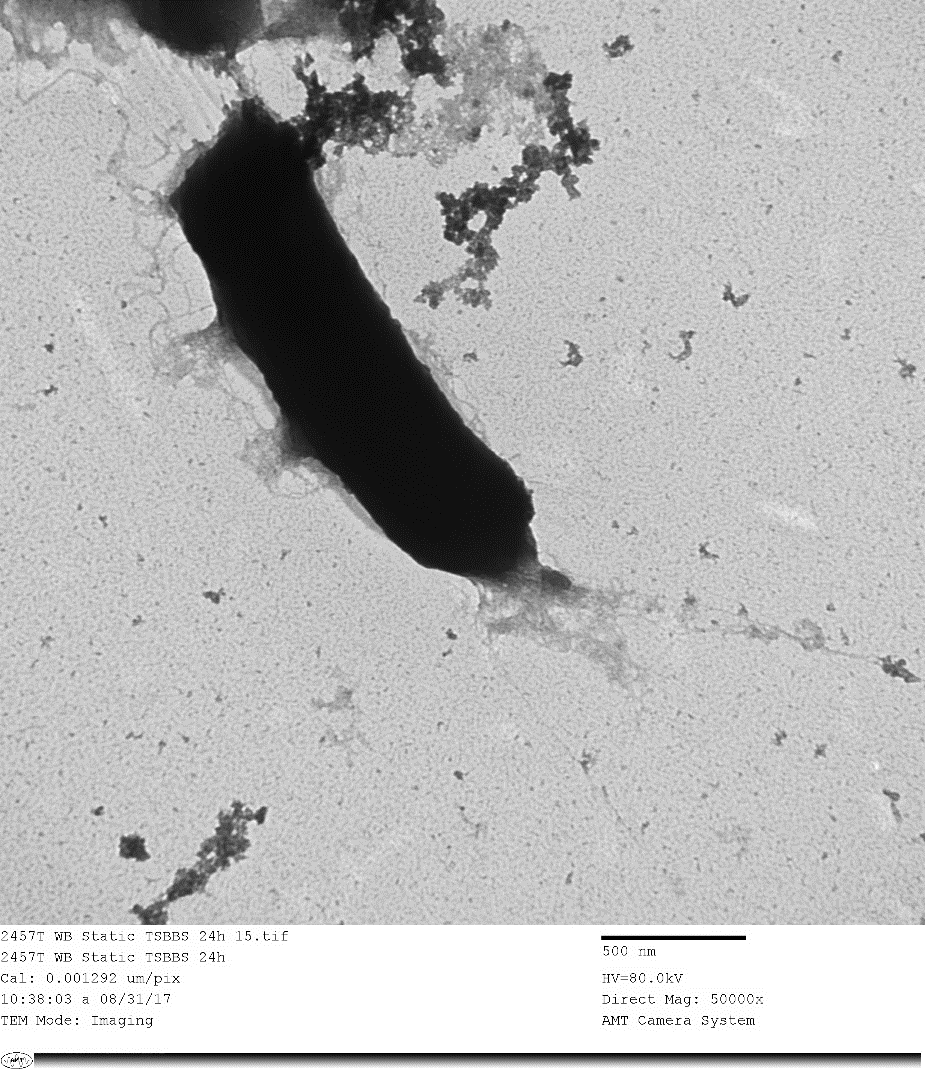 2457T WB Static TSBBS 24h 15.tif
2457T WB Static TSBBS 24h
Cal: 0.001292 um/pix
10:38:03 a 08/31/17
TEM Mode: Imaging
500 nm
HV=80.0kV
Direct Mag: 50000x
AMT Camera System
AMT